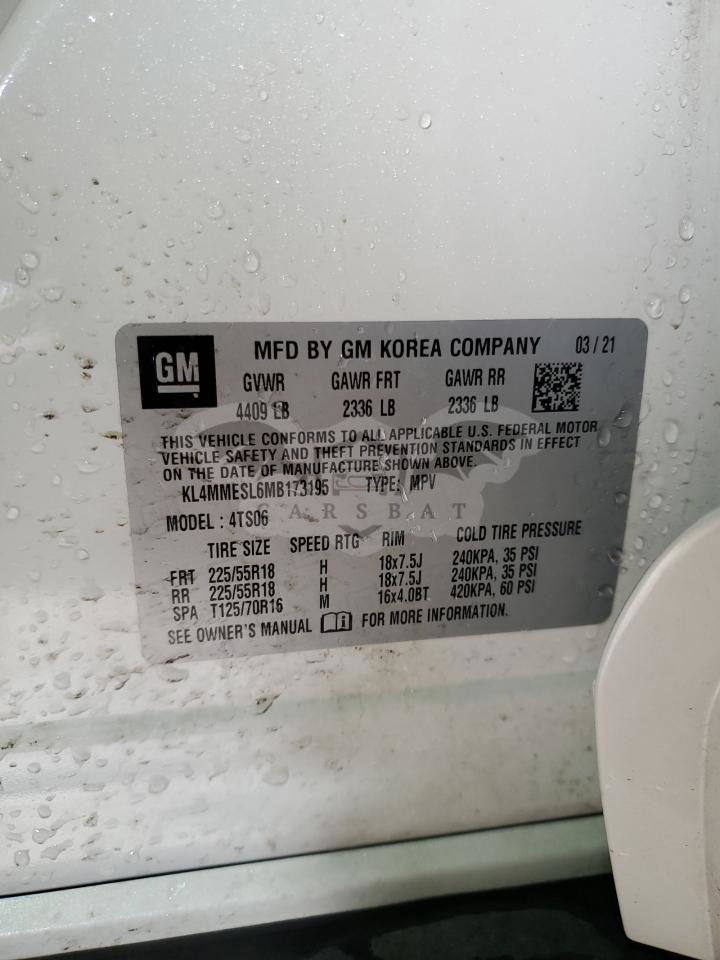 GM
MFD BY GM KOREA COMPANY 03 / 21
GVWR GAWR FRT GAWR RR
4409 LB 2336 LB 2336 LB
THIS VEHICLE CONFORMS TO ALL APPLICABLE U.S. FEDERAL MOTOR
VEHICLE SAFETY AND THEFT PREVENTION STANDARDS IN EFFECT
ON THE DATE OF MANUFACTURE SHOWN ABOVE.
KL4MMESL6MB173195 TYPE: MPV
CARSBAT
MODEL : 4TS06
TIRE SIZE SPEED RTG RIM COLD TIRE PRESSURE
FRT 225/55R18 H 18x7.5J 240KPA, 35 PSI
RR 225/55R18 H 18x7.5J 240KPA, 35 PSI
SPA T125/70R16 M 16x4.0BT 420KPA, 60 PSI
SEE OWNER'S MANUAL FOR MORE INFORMATION.